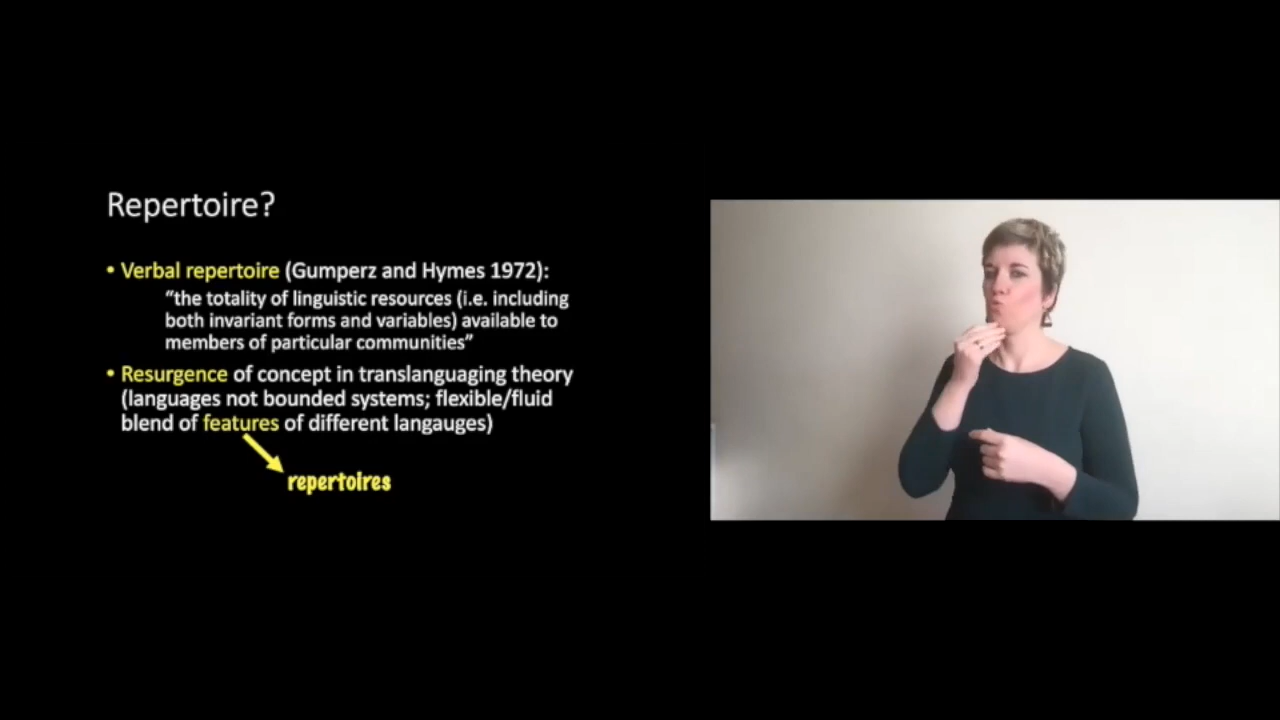 Repertoire?
• Verbal repertoire (Gumperz and Hymes 1972):
“the totality of linguistic resources (i.e. including
both invariant forms and variables) available to
members of particular communities”
• Resurgence of concept in translanguaging theory
(languages not bounded systems; flexible/fluid
blend of features of different langauges)
repertoires